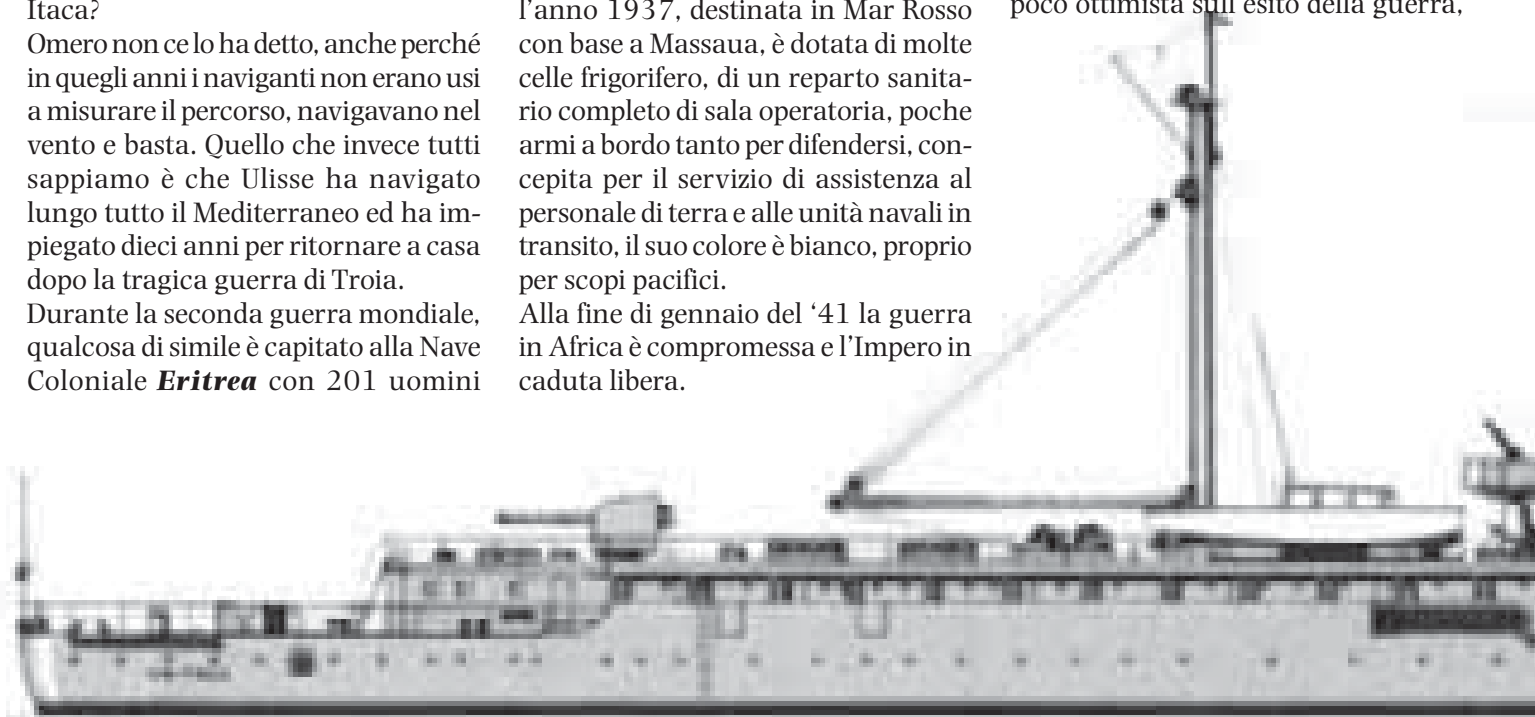 Itaca?
Omero non ce lo ha detto, anche perché
in quegli anni i naviganti non erano usi
a misurare il percorso, navigavano nel
vento e basta. Quello che invece tutti
sappiamo è che Ulisse ha navigato
lungo tutto il Mediterraneo ed ha im-
piegato dieci anni per ritornare a casa
dopo la tragica guerra di Troia.
Durante la seconda guerra mondiale,
qualcosa di simile è capitato alla Nave
Coloniale Eritrea con 201 uomini
l'anno 1937, destinata in Mar Rosso
con base a Massaua, è dotata di molte
celle frigorifero, di un reparto sanita-
rio completo di sala operatoria, poche
armi a bordo tanto per difendersi, con-
cepita per il servizio di assistenza al
personale di terra e alle unità navali in
transito, il suo colore è bianco, proprio
per scopi pacifici.
Alla fine di gennaio del ‘41 la guerra
in Africa è compromessa e l'Impero in
caduta libera.
poco ottimista sull'esito della guerra,